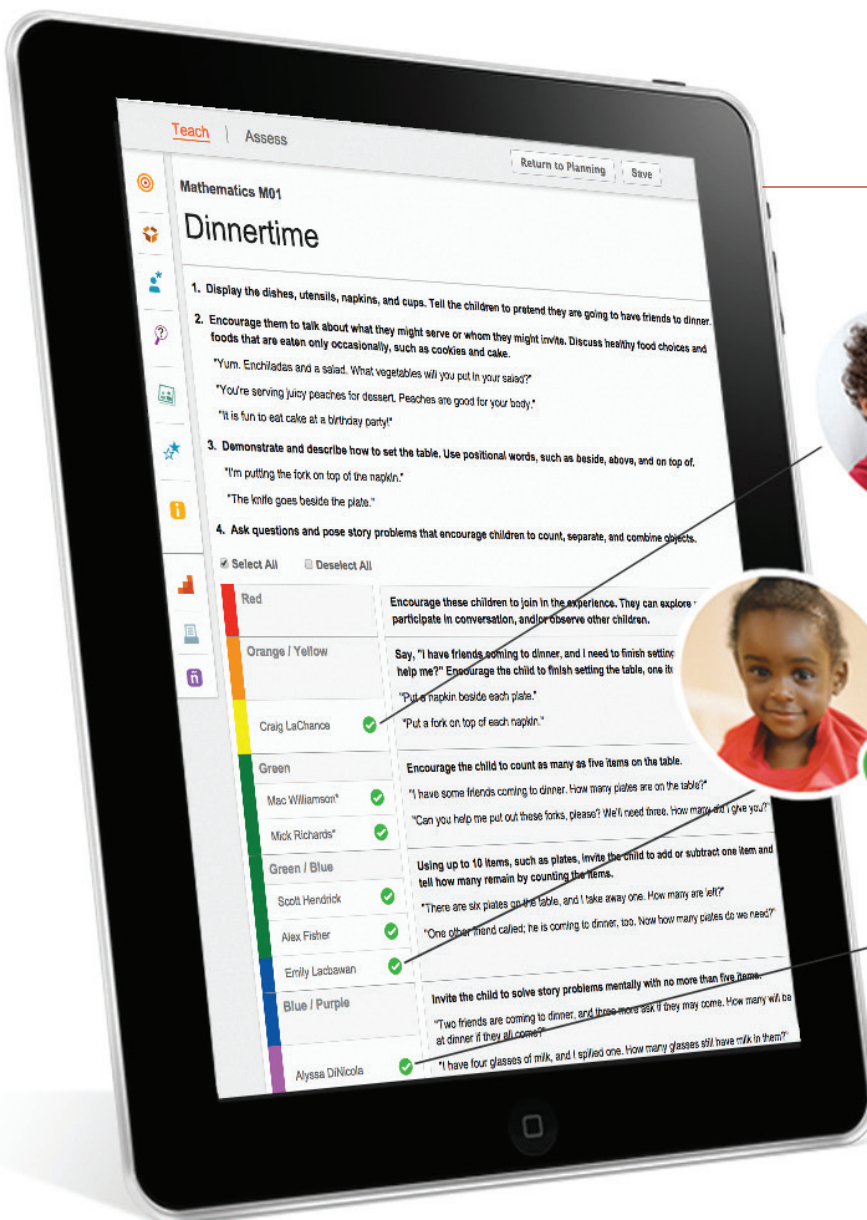 Teach | Assess
Return to Planning
Save
Mathematics M01
Dinnertime
1. Display the dishes, utensils, napkins, and cups. Tell the children to pretend they are going to have friends to dinner.
2. Encourage them to talk about what they might serve or whom they might invite. Discuss healthy food choices and
foods that are eaten only occasionally, such as cookies and cake.
"Yum. Enchiladas and a salad. What vegetables will you put in your salad?"
"You're serving juicy peaches for dessert. Peaches are good for your body."
"It is fun to eat cake at a birthday party!"
3. Demonstrate and describe how to set the table. Use positional words, such as beside, above, and on top of.
"I'm putting the fork on top of the napkin."
"The knife goes beside the plate."
4. Ask questions and pose story problems that encourage children to count, separate, and combine objects.
Select All
Deselect All
Red
Encourage these children to join in the experience. They can explore
participate in conversation, and/or observe other children.
Orange / Yellow
Say, "I have friends coming to dinner, and I need to finish setting
help me?" Encourage the child to finish setting the table, one
"Put a napkin beside each plate."
"Put a fork on top of each napkin."
Craig LaChance
Green
Encourage the child to count as many as five items on the table.
"I have some friends coming to dinner. How many plates are on the table?"
"Can you help me put out these forks, please? We'll need three. How many did I give you?"
Mac Williamson*
Mick Richards*
Green / Blue
Using up to 10 items, such as plates, invite the child to add or subtract one item and
tell how many remain by counting the items.
"There are six plates on the table, and I take away one. How many are left?"
"One other friend called; he is coming to dinner, too. Now how many plates do we need?"
Scott Hendrick
Alex Fisher
Emily Lacbawan
Blue / Purple
Invite the child to solve story problems mentally with no more than five items.
"Two friends are coming to dinner, and three more ask if they may come. How many will be
at dinner if they all come?"
"I have four glasses of milk, and I spilled one. How many glasses still have milk in them?"
Alyssa DiNicola
ñ
i
?